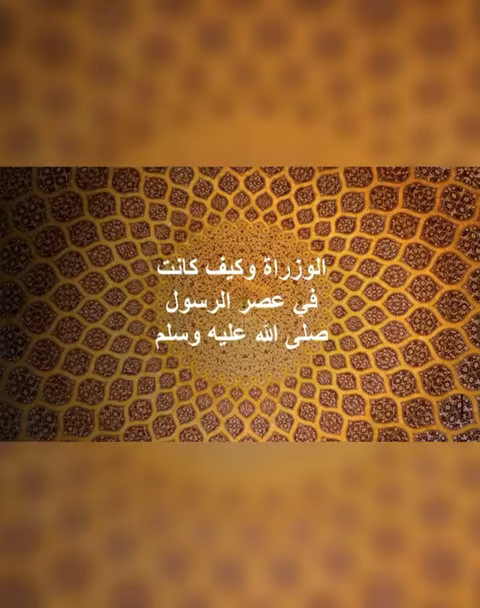 الوزراة وكيف كانت
في عصر الرسول
صلى الله عليه وسلم